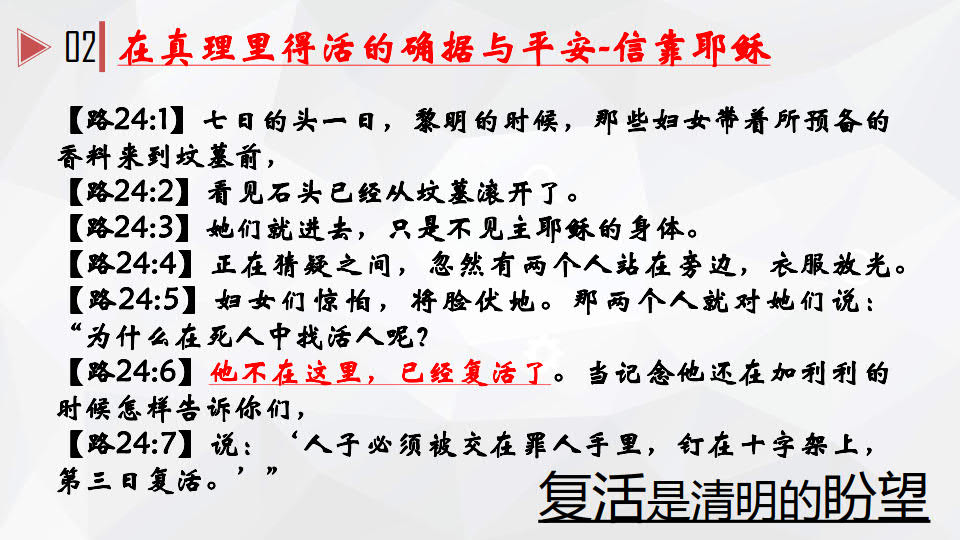 02 在真理里得活的确据与平安-信靠耶稣
【路24:1】七日的头一日，黎明的时候，那些妇女带着所预备的
香料来到坟墓前，
【路24:2】看见石头已经从坟墓滚开了。
【路24:3】她们就进去，只是不见主耶稣的身体。
【路24:4】正在猜疑之间，忽然有两个人站在旁边，衣服放光。
【路24:5】妇女们惊怕，将脸伏地。那两个人就对她们说：
“为什么在死人中找活人呢？
【路24:6】他不在这里，已经复活了。当记念他还在加利利的
时候怎样告诉你们，
【路24:7】说：‘人子必须被交在罪人手里，钉在十字架上，
第三日复活。’”
复活是清明的盼望